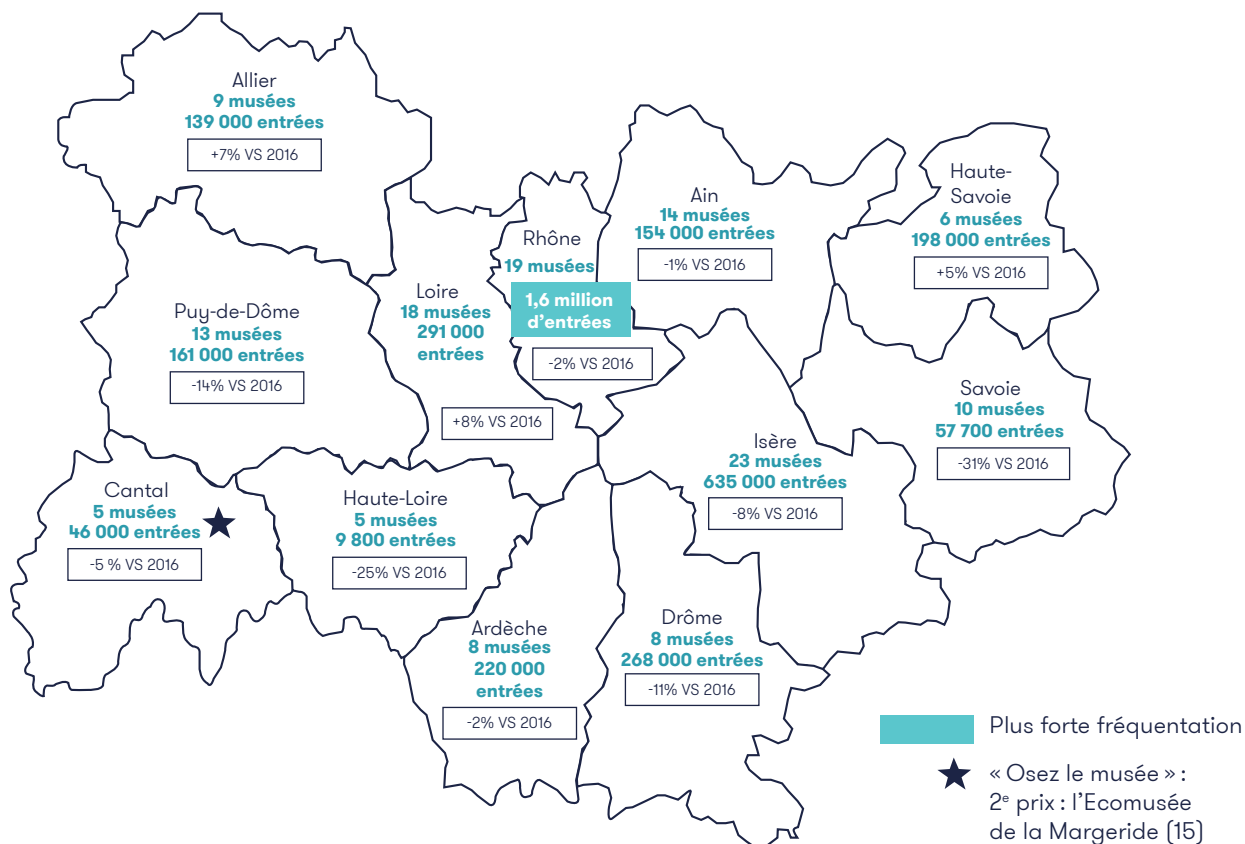 Allier
9 musées
139 000 entrées
+7% VS 2016
Haute-
Savoie
6 musées
198 000 entrées
+5% VS 2016
Ain
14 musées
154 000 entrées
-1% VS 2016
Rhône
19 musées
1,6 million
d'entrées
-2% VS 2016
Loire
18 musées
291 000
entrées
+8% VS 2016
Puy-de-Dôme
13 musées
161 000 entrées
-14% VS 2016
Savoie
10 musées
57 700 entrées
-31% VS 2016
Isère
23 musées
635 000 entrées
-8% VS 2016
Cantal
5 musées
46 000 entrées
-5 % VS 2016
Haute-Loire
5 musées
9 800 entrées
-25% VS 2016
Ardèche
8 musées
220 000
entrées
-2% VS 2016
Drôme
8 musées
268 000 entrées
-11% VS 2016
Plus forte fréquentation
« Osez le musée » :
2e prix : l'Ecomusée
de la Margeride (15)